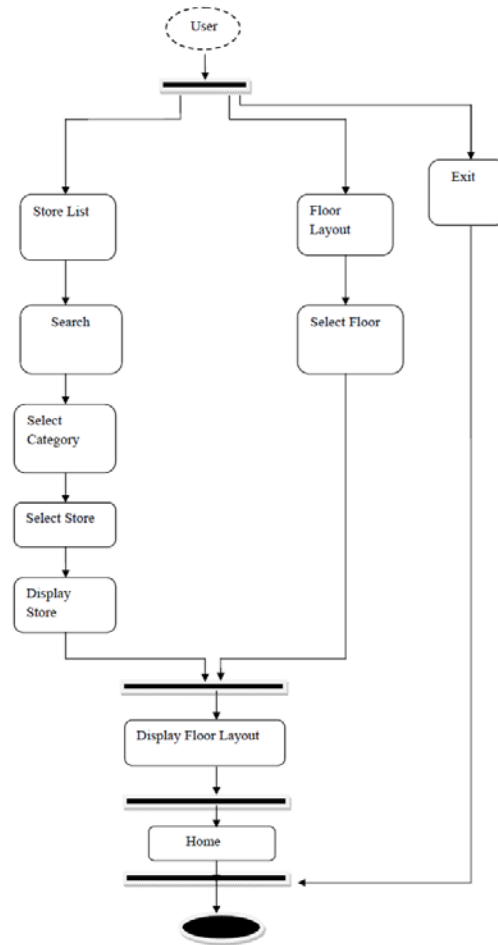 User
Store List
Search
Select
Category
Select Store
Display
Store
Floor
Layout
Select Floor
Exit
Display Floor Layout
Home